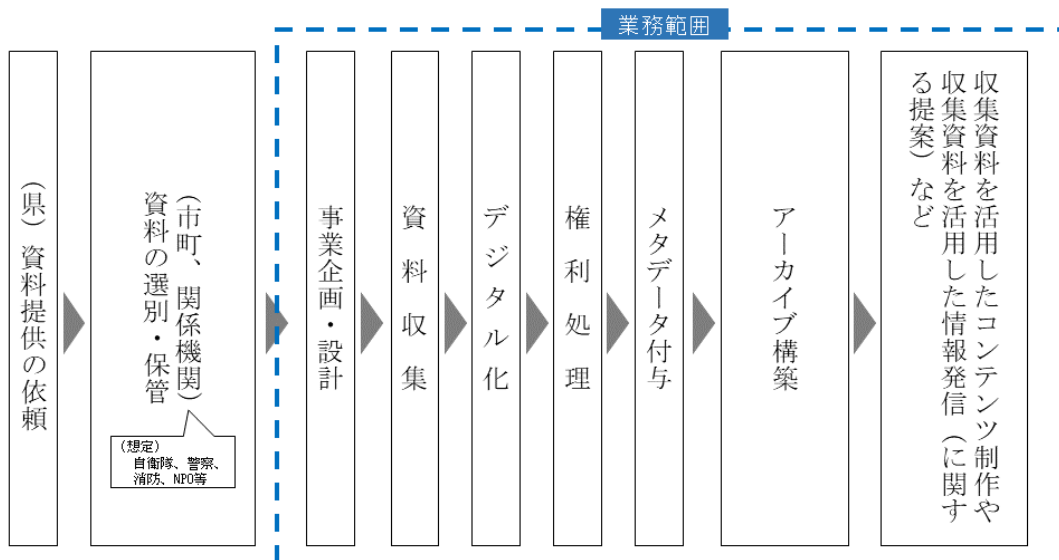 業務範囲
（県）資料提供の依頼
（市町、関係機関）
資料の選別・保管
（想定）
自衛隊、警察、
消防、NPO等
事業企画・設計
資料収集
デジタル化
権利処理
メタデータ付与
アーカイブ構築
収集資料を活用したコンテンツ制作や
収集資料を活用した情報発信（に関す
る提案）など